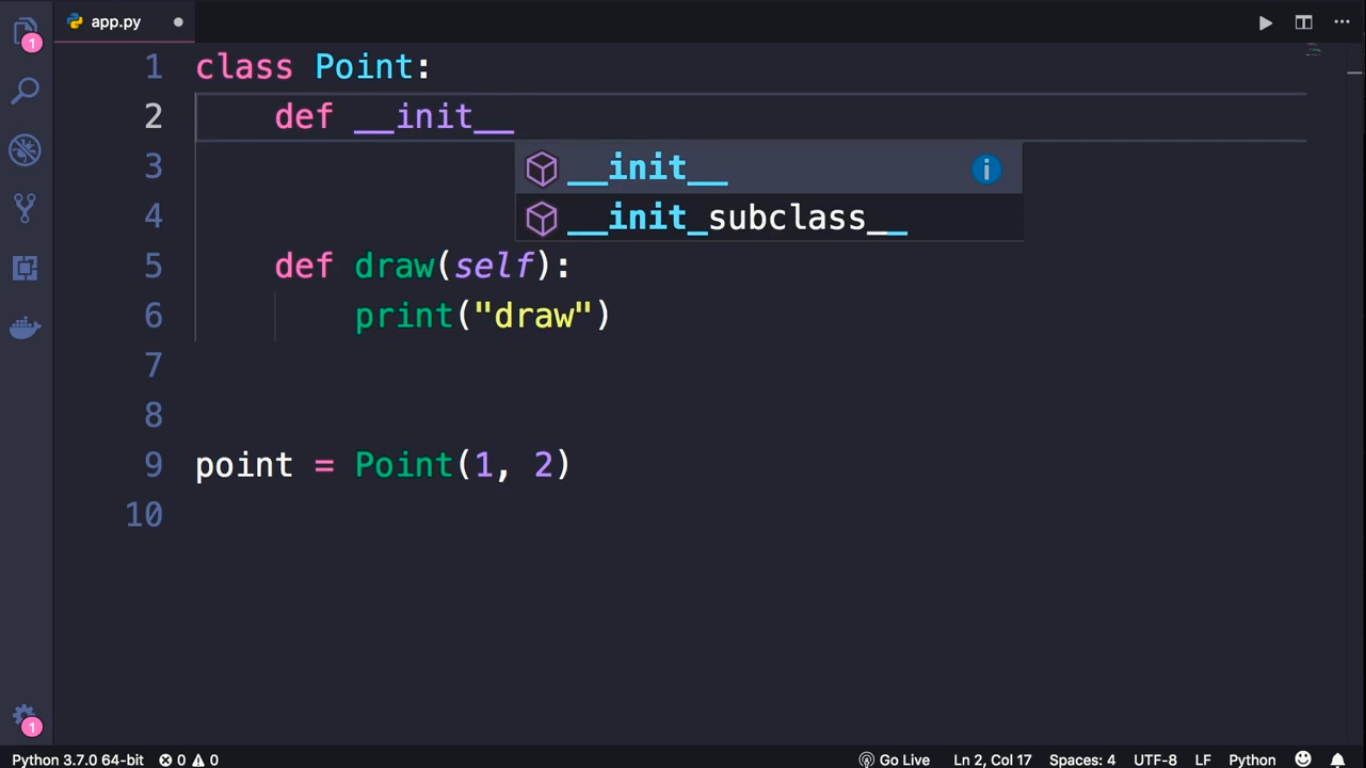 app.py
1 class Point:
2     def __init__
__init__
__init_subclass__
3
4
5     def draw(self):
6         print("draw")
7
8
9 point = Point(1, 2)
10
1
1
Python 3.7.0 64-bit 0 0 Go Live Ln 2, Col 17 Spaces: 4 UTF-8 LF Python